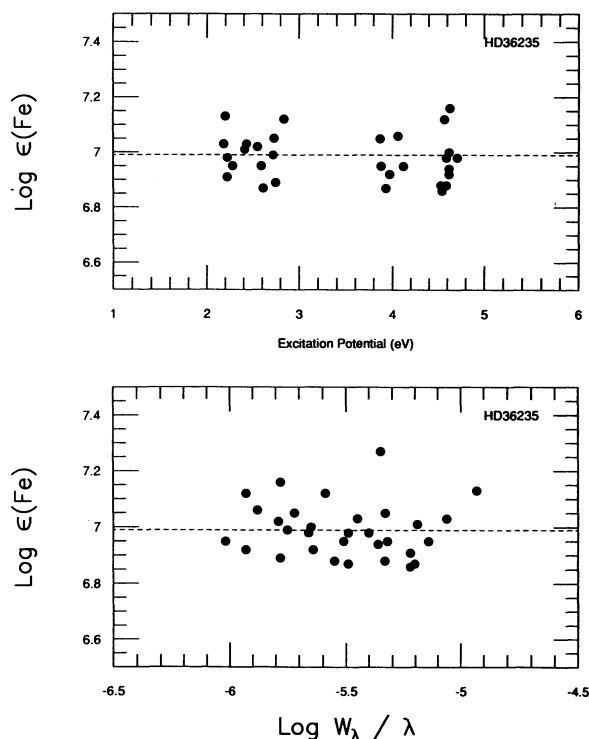 HD36235
7.4
7.2
7
6.8
6.6
Log ϵ(Fe)
1 2 3 4 5 6
Excitation Potential (eV)
HD36235
7.4
7.2
7
6.8
6.6
Log ϵ(Fe)
-6.5 -6 -5.5 -5 -4.5
Log W_λ / λ